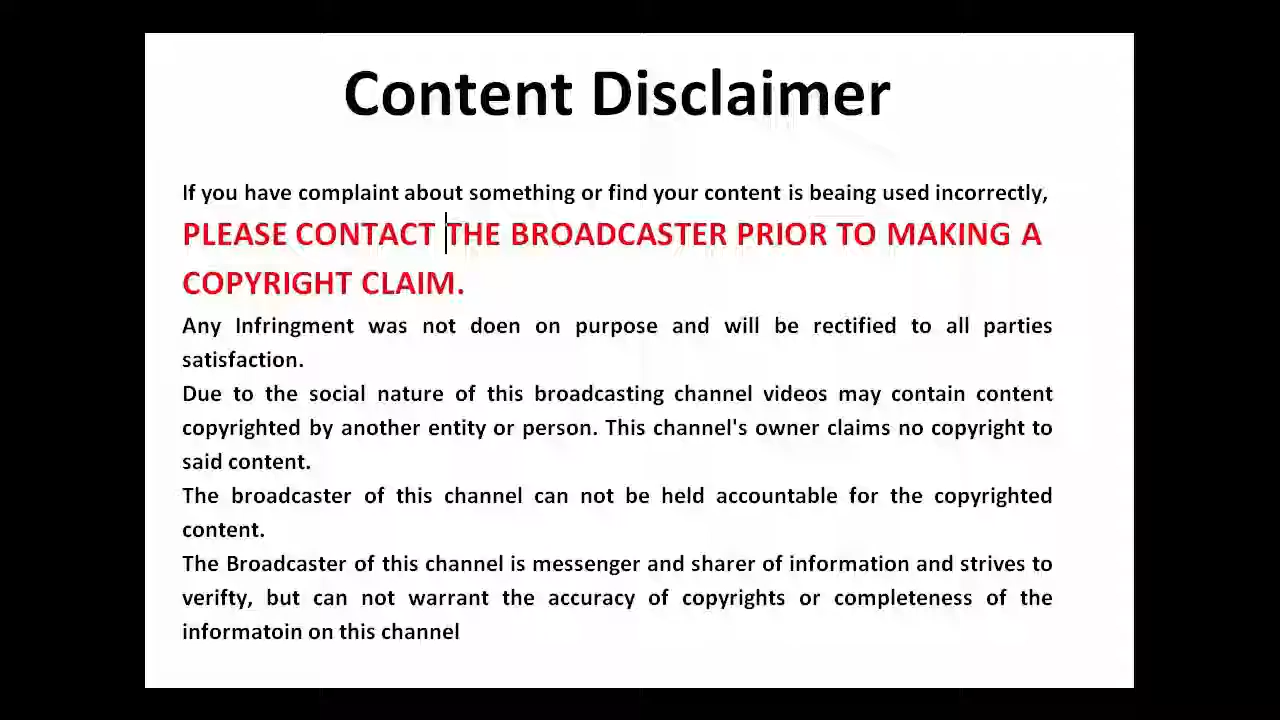 Content Disclaimer
If you have complaint about something or find your content is beaing used incorrectly,
PLEASE CONTACT THE BROADCASTER PRIOR TO MAKING A
COPYRIGHT CLAIM.
Any Infringment was not doen on purpose and will be rectified to all parties
satisfaction.
Due to the social nature of this broadcasting channel videos may contain content
copyrighted by another entity or person. This channel's owner claims no copyright to
said content.
The broadcaster of this channel can not be held accountable for the copyrighted
content.
The Broadcaster of this channel is messenger and sharer of information and strives to
verifty, but can not warrant the accuracy of copyrights or completeness of the
informatoin on this channel